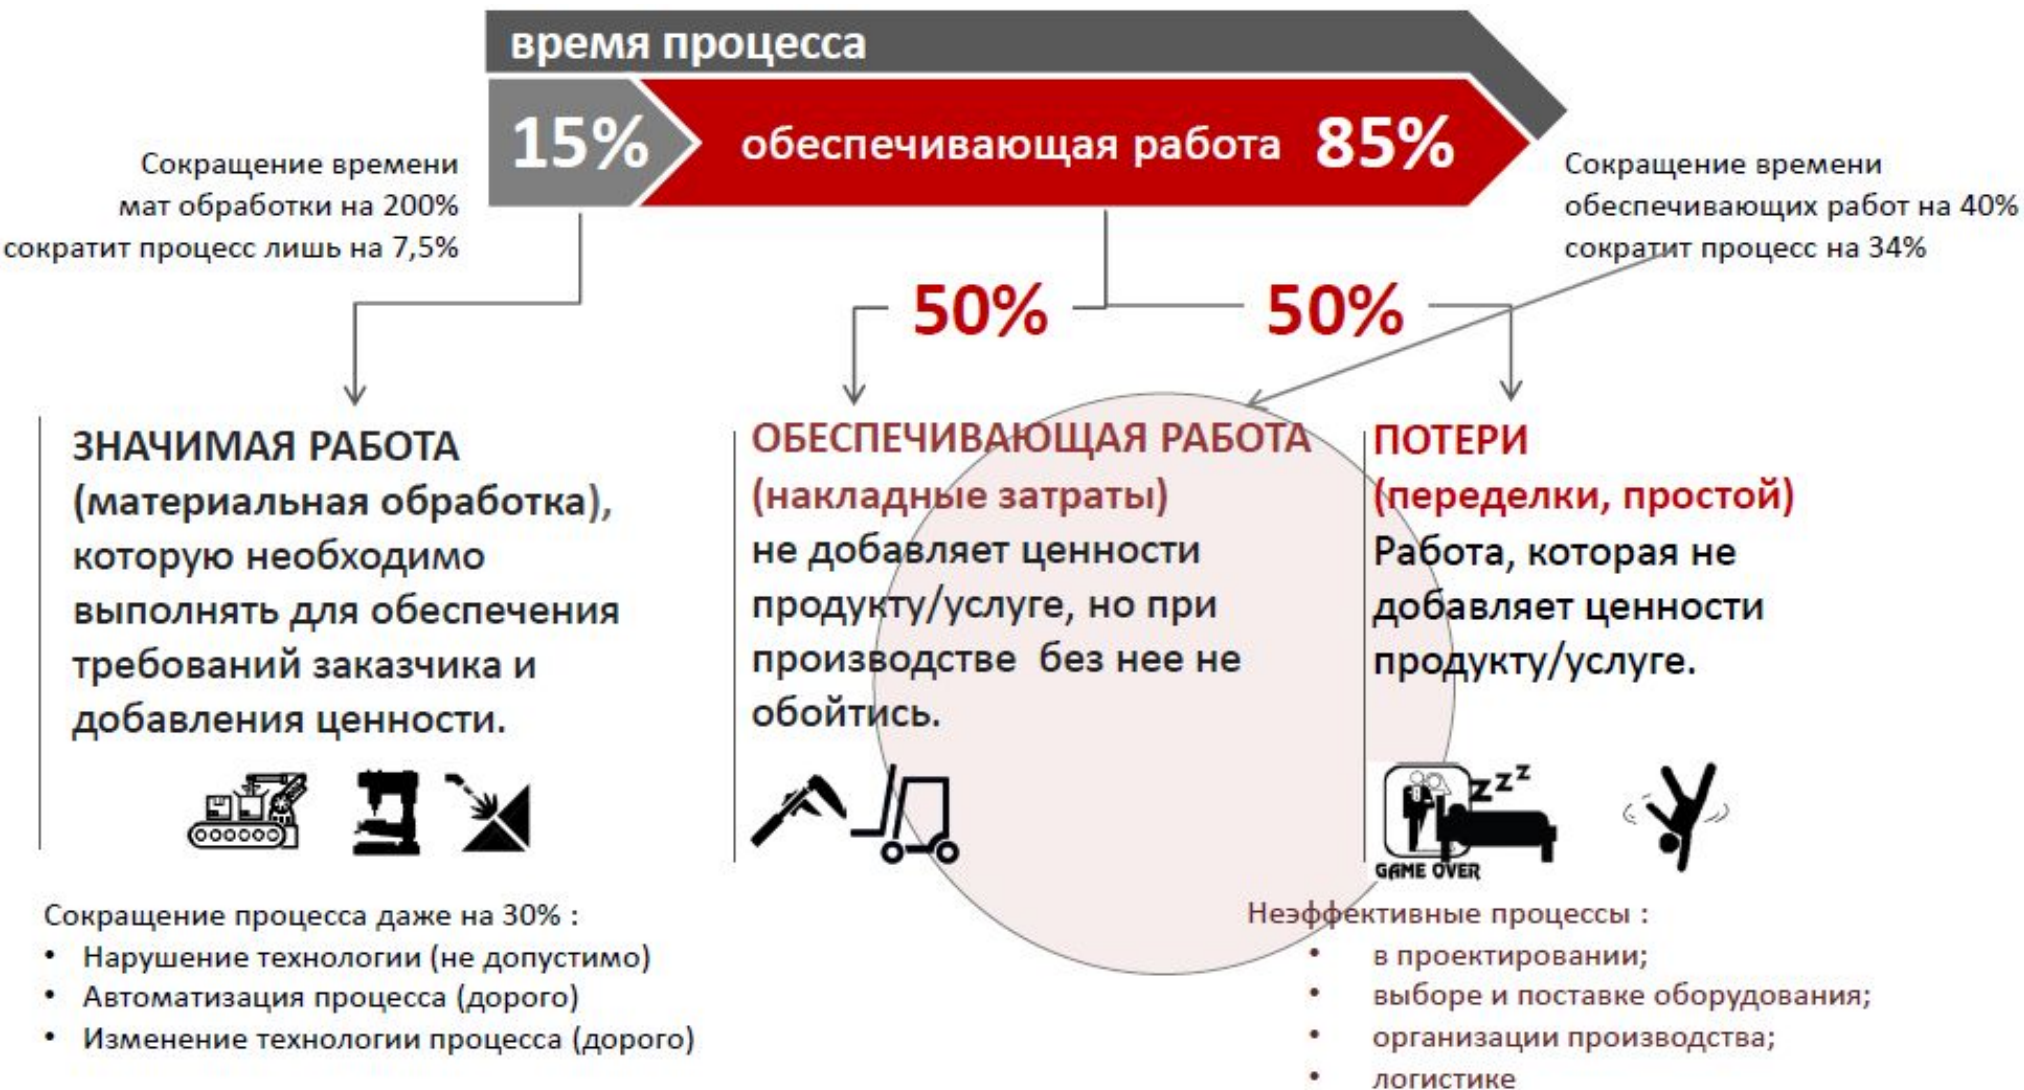 время процесса
15%
обеспечивающая работа 85%
Сокращение времени
мат обработки на 200%
сократит процесс лишь на 7,5%
Сокращение времени
обеспечивающих работ на 40%
сократит процесс на 34%
50%
50%
ЗНАЧИМАЯ РАБОТА
(материальная обработка),
которую необходимо
выполнять для обеспечения
требований заказчика и
добавления ценности.
ОБЕСПЕЧИВАЮЩАЯ РАБОТА
(накладные затраты)
не добавляет ценности
продукту/услуге, но при
производстве без нее не
обойтись.
ПОТЕРИ
(переделки, простой)
Работа, которая не
добавляет ценности
продукту/услуге.
zzz
GAME OVER
Сокращение процесса даже на 30% :
• Нарушение технологии (не допустимо)
• Автоматизация процесса (дорого)
• Изменение технологии процесса (дорого)
Неэффективные процессы :
• в проектировании;
• выборе и поставке оборудования;
• организации производства;
• логистике